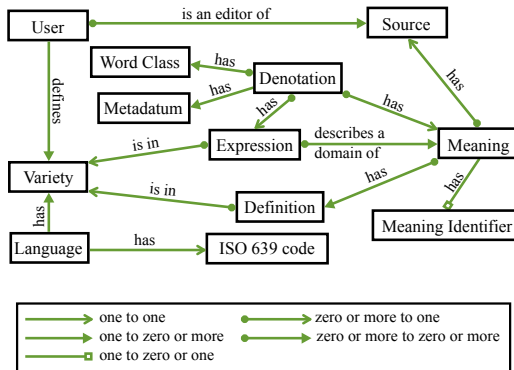 User
is an editor of
Source
Word Class
has
Denotation
has
Metadatum
has
has
has
defines
is in
Expression
describes a
domain of
Meaning
Variety
has
has
is in
Definition
has
Meaning Identifier
Language
has
ISO 639 code
one to one
zero or more to one
one to zero or more
zero or more to zero or more
one to zero or one